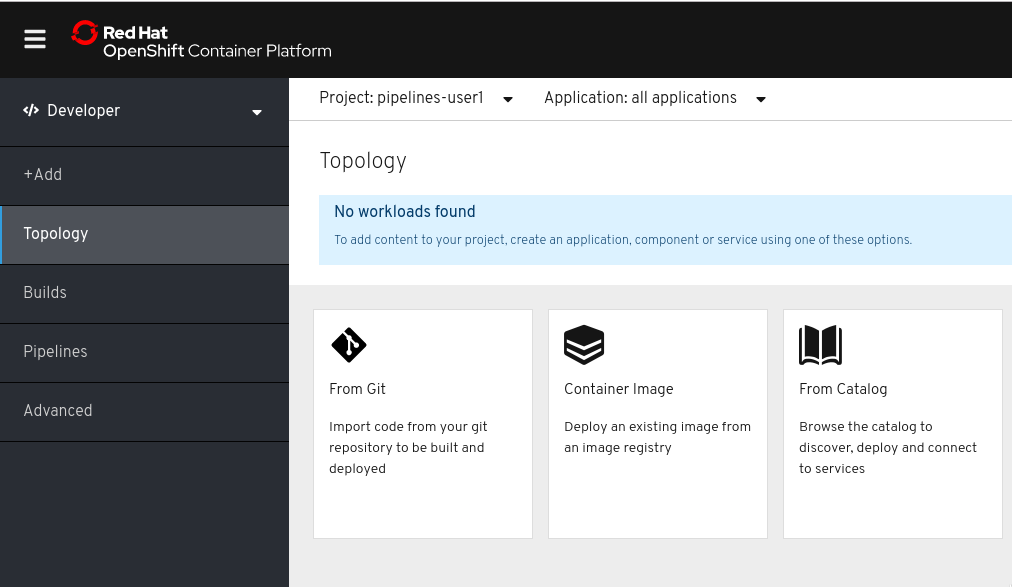 Red Hat
OpenShift Container Platform
Developer
Project: pipelines-user1
Application: all applications
+Add
Topology
Builds
Pipelines
Advanced
Topology
No workloads found
To add content to your project, create an application, component or service using one of these options.
From Git
Import code from your git
repository to be built and
deployed
Container Image
Deploy an existing image from
an image registry
From Catalog
Browse the catalog to
discover, deploy and connect
to services